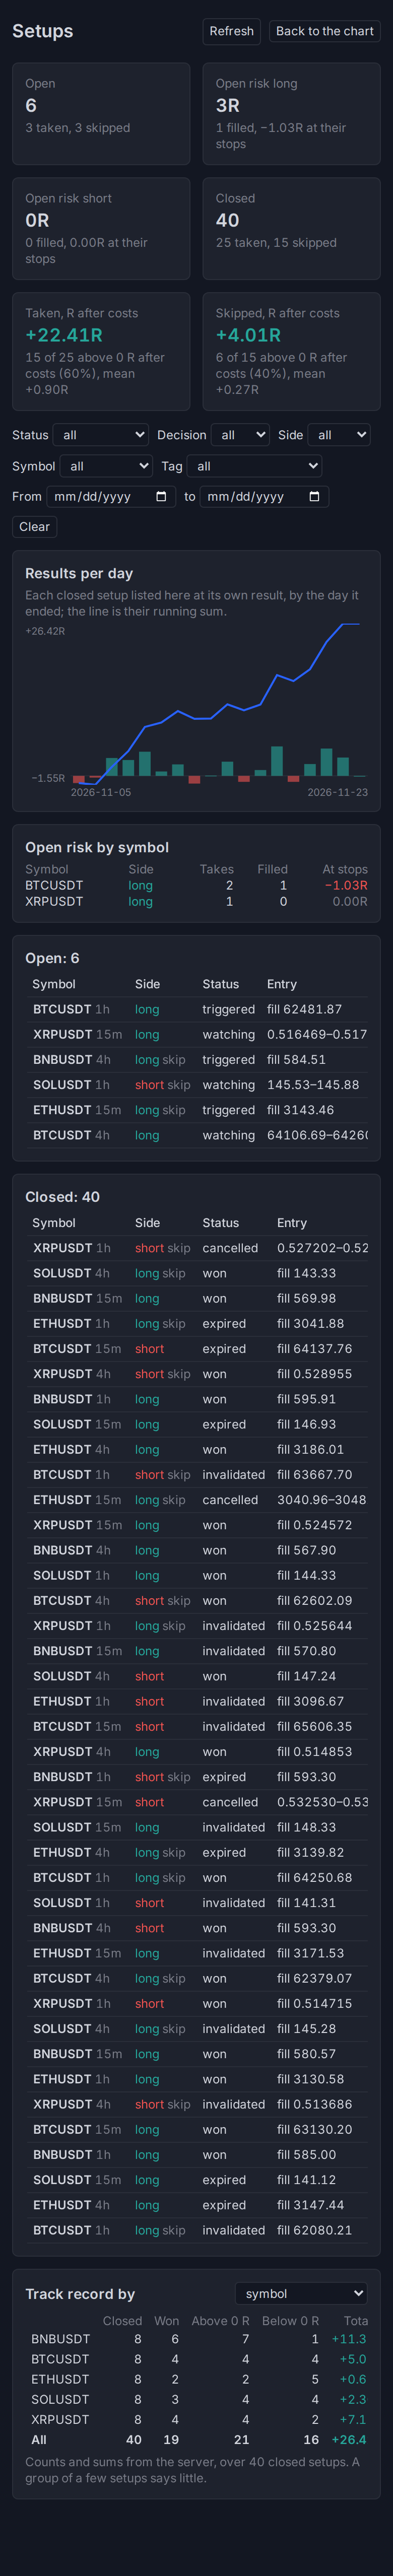 Setups
Refresh
Back to the chart
Open
6
3 taken, 3 skipped
Open risk long
3R
1 filled, −1.03R at their
stops
Open risk short
0R
0 filled, 0.00R at their
stops
Closed
40
25 taken, 15 skipped
Taken, R after costs
+22.41R
15 of 25 above 0 R after
costs (60%), mean
+0.90R
Skipped, R after costs
+4.01R
6 of 15 above 0 R after
costs (40%), mean
+0.27R
Status all Decision all Side all
Symbol all Tag all
From mm/dd/yyyy to mm/dd/yyyy
Clear
Results per day
Each closed setup listed here at its own result, by the day it
ended; the line is their running sum.
+26.42R
−1.55R
2026-11-05 2026-11-23
Open risk by symbol
Symbol Side Takes Filled At stops
BTCUSDT long 2 1 −1.03R
XRPUSDT long 1 0 0.00R
Open: 6
Symbol Side Status Entry
BTCUSDT 1h long triggered fill 62481.87
XRPUSDT 15m long watching 0.516469–0.517
BNBUSDT 4h long skip triggered fill 584.51
SOLUSDT 1h short skip watching 145.53–145.88
ETHUSDT 15m long skip triggered fill 3143.46
BTCUSDT 4h long watching 64106.69–6426
Closed: 40
Symbol Side Status Entry
XRPUSDT 1h short skip cancelled 0.527202–0.52
SOLUSDT 4h long skip won fill 143.33
BNBUSDT 15m long won fill 569.98
ETHUSDT 1h long skip expired fill 3041.88
BTCUSDT 15m short expired fill 64137.76
XRPUSDT 4h short skip won fill 0.528955
BNBUSDT 1h long won fill 595.91
SOLUSDT 15m long expired fill 146.93
ETHUSDT 4h long won fill 3186.01
BTCUSDT 1h short skip invalidated fill 63667.70
ETHUSDT 15m long skip cancelled 3040.96–3048
XRPUSDT 15m long won fill 0.524572
BNBUSDT 4h long won fill 567.90
SOLUSDT 1h long won fill 144.33
BTCUSDT 4h short skip won fill 62602.09
XRPUSDT 1h long skip invalidated fill 0.525644
BNBUSDT 15m long invalidated fill 570.80
SOLUSDT 4h short won fill 147.24
ETHUSDT 1h short invalidated fill 3096.67
BTCUSDT 15m short invalidated fill 65606.35
XRPUSDT 4h long won fill 0.514853
BNBUSDT 1h short skip expired fill 593.30
XRPUSDT 15m short cancelled 0.532530–0.53
SOLUSDT 15m long invalidated fill 148.33
ETHUSDT 4h long skip expired fill 3139.82
BTCUSDT 1h long skip won fill 64250.68
SOLUSDT 1h short invalidated fill 141.31
BNBUSDT 4h short won fill 593.30
ETHUSDT 15m long invalidated fill 3171.53
BTCUSDT 4h long skip won fill 62379.07
XRPUSDT 1h short won fill 0.514715
SOLUSDT 4h long skip invalidated fill 145.28
BNBUSDT 15m long won fill 580.57
ETHUSDT 1h long won fill 3130.58
XRPUSDT 4h short skip invalidated fill 0.513686
BTCUSDT 15m long won fill 63130.20
BNBUSDT 1h long won fill 585.00
SOLUSDT 15m long expired fill 141.12
ETHUSDT 4h long expired fill 3147.44
BTCUSDT 1h long skip invalidated fill 62080.21
Track record by symbol
Closed Won Above 0 R Below 0 R Tota
BNBUSDT 8 6 7 1 +11.3
BTCUSDT 8 4 4 4 +5.0
ETHUSDT 8 2 2 5 +0.6
SOLUSDT 8 3 4 4 +2.3
XRPUSDT 8 4 4 2 +7.1
All 40 19 21 16 +26.4
Counts and sums from the server, over 40 closed setups. A
group of a few setups says little.